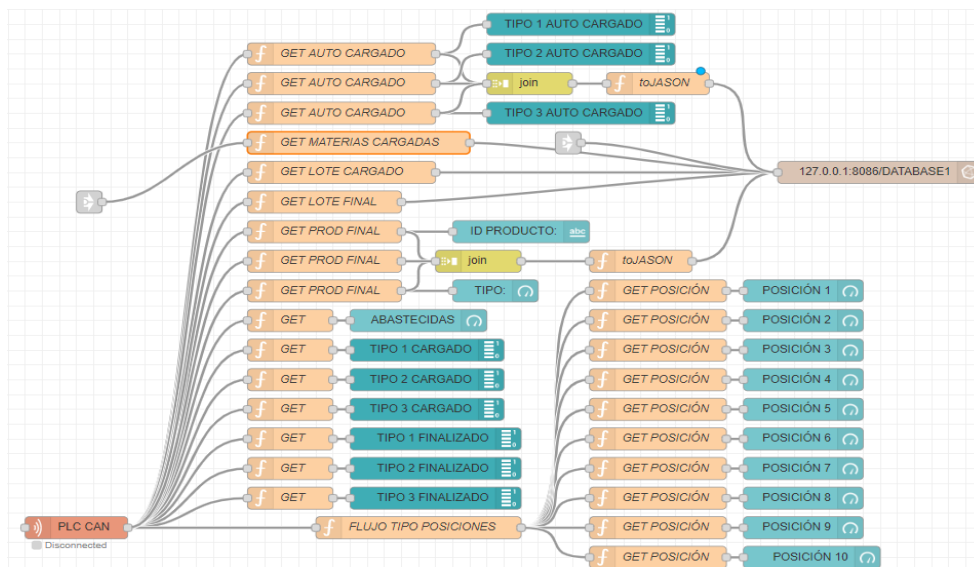 TIPO 1 AUTO CARGADO
GET AUTO CARGADO
TIPO 2 AUTO CARGADO
GET AUTO CARGADO
join
toJASON
GET AUTO CARGADO
TIPO 3 AUTO CARGADO
GET MATERIAS CARGADAS
GET LOTE CARGADO
127.0.0.1:8086/DATABASE1
GET LOTE FINAL
GET PROD FINAL
ID PRODUCTO:
abc
GET PROD FINAL
join
toJASON
GET PROD FINAL
TIPO:
GET POSICIÓN
POSICIÓN 1
GET
ABASTECIDAS
GET POSICIÓN
POSICIÓN 2
GET
TIPO 1 CARGADO
GET POSICIÓN
POSICIÓN 3
GET
TIPO 2 CARGADO
GET POSICIÓN
POSICIÓN 4
GET
TIPO 3 CARGADO
GET POSICIÓN
POSICIÓN 5
GET
TIPO 1 FINALIZADO
GET POSICIÓN
POSICIÓN 6
GET
TIPO 2 FINALIZADO
GET POSICIÓN
POSICIÓN 7
GET
TIPO 3 FINALIZADO
GET POSICIÓN
POSICIÓN 8
PLC CAN
Disconnected
FLUJO TIPO POSICIONES
GET POSICIÓN
POSICIÓN 9
GET POSICIÓN
POSICIÓN 10